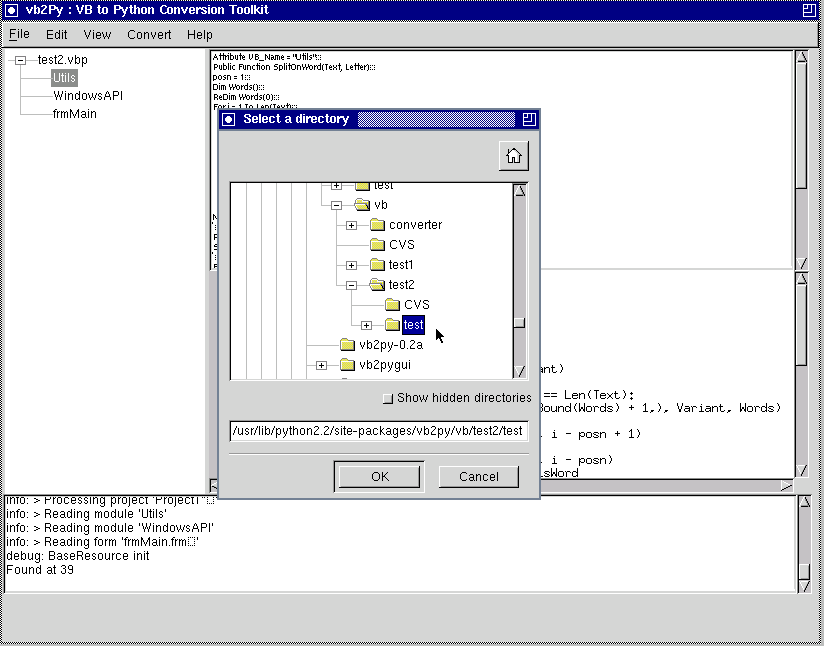 vb2Py : VB to Python Conversion Toolkit
File Edit View Convert Help
test2.vbp
Utils
WindowsAPI
frmMain
Attribute VB_Name = "Utils"
Public Function SplitOnWord(Text, Letter)
posn = 1
Dim Words()
ReDim Words(0)
For i = 1 To Len(Text)
Select a directory
test
vb
converter
CVS
test1
test2
CVS
test
vb2py-0.2a
vb2pygui
Show hidden directories
/usr/lib/python2.2/site-packages/vb2py/vb/test2/test
OK Cancel
ant)
== Len(Text):
Bound(Words) + 1,), Variant, Words)
i - posn + 1)
i - posn)
sWord
info: > Processing project 'Project1"
info: > Reading module 'Utils'
info: > Reading module 'WindowsAPI'
info: > Reading form 'frmMain.frm'
debug: BaseResource init
Found at 39